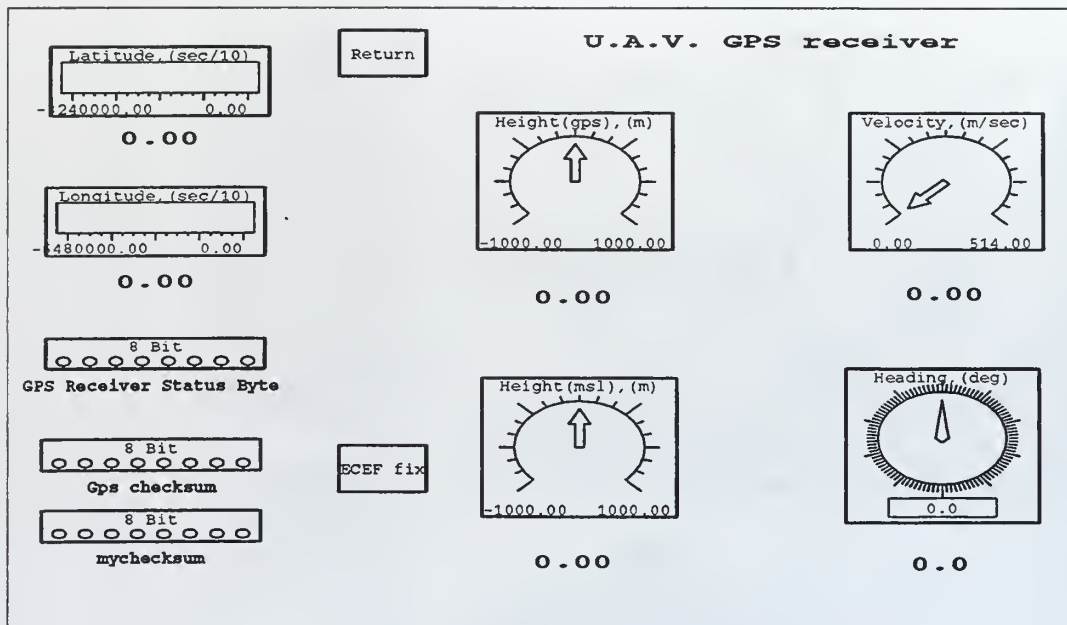 U.A.V. GPS receiver
Return
Latitude, (sec/10)
-3240000.00 0.00
0.00
Longitude, (sec/10)
-6480000.00 0.00
0.00
8 Bit
GPS Receiver Status Byte
8 Bit
Gps checksum
8 Bit
mychecksum
ECEF fix
Height(gps), (m)
-1000.00 1000.00
0.00
Velocity, (m/sec)
0.00 514.00
0.00
Height(msl), (m)
-1000.00 1000.00
0.00
Heading, (deg)
0.0
0.0